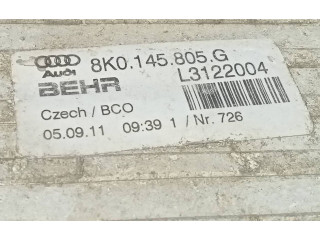 8K0.145.805.G
Audi
L3122004
BEHR
Czech / BCO
05.09.11 09:39 1 / Nr. 726